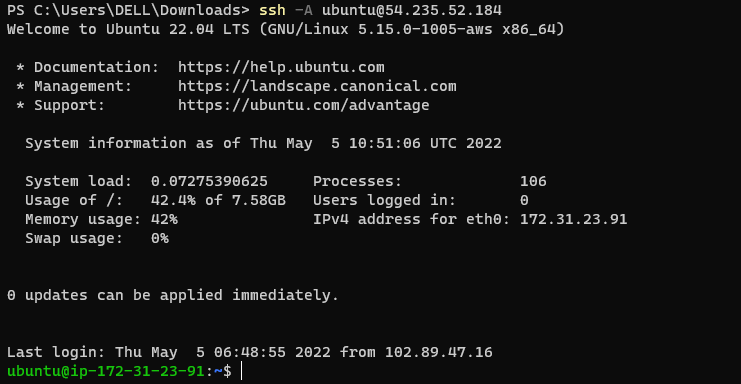 PS C:\Users\DELL\Downloads> ssh -A ubuntu@54.235.52.184
Welcome to Ubuntu 22.04 LTS (GNU/Linux 5.15.0-1005-aws x86_64)
* Documentation:  https://help.ubuntu.com
* Management:     https://landscape.canonical.com
* Support:        https://ubuntu.com/advantage
System information as of Thu May  5 10:51:06 UTC 2022
System load:  0.07275390625     Processes:             106
Usage of /:   42.4% of 7.58GB   Users logged in:       0
Memory usage: 42%               IPv4 address for eth0: 172.31.23.91
Swap usage:   0%
0 updates can be applied immediately.
Last login: Thu May  5 06:48:55 2022 from 102.89.47.16
ubuntu@ip-172-31-23-91:~$